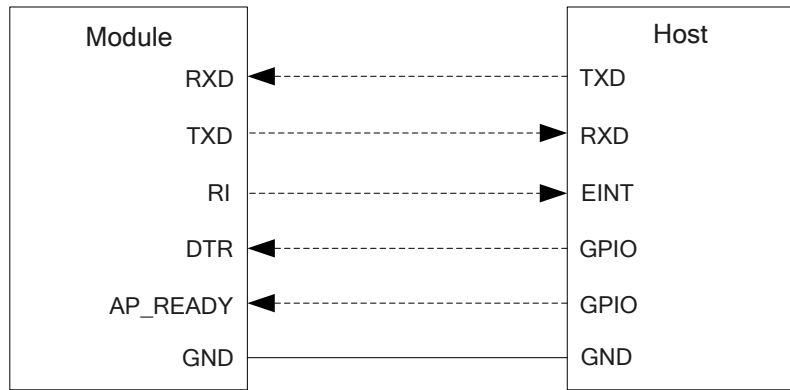 Module Host
RXD TXD
TXD RXD
RI EINT
DTR GPIO
AP_READY GPIO
GND GND